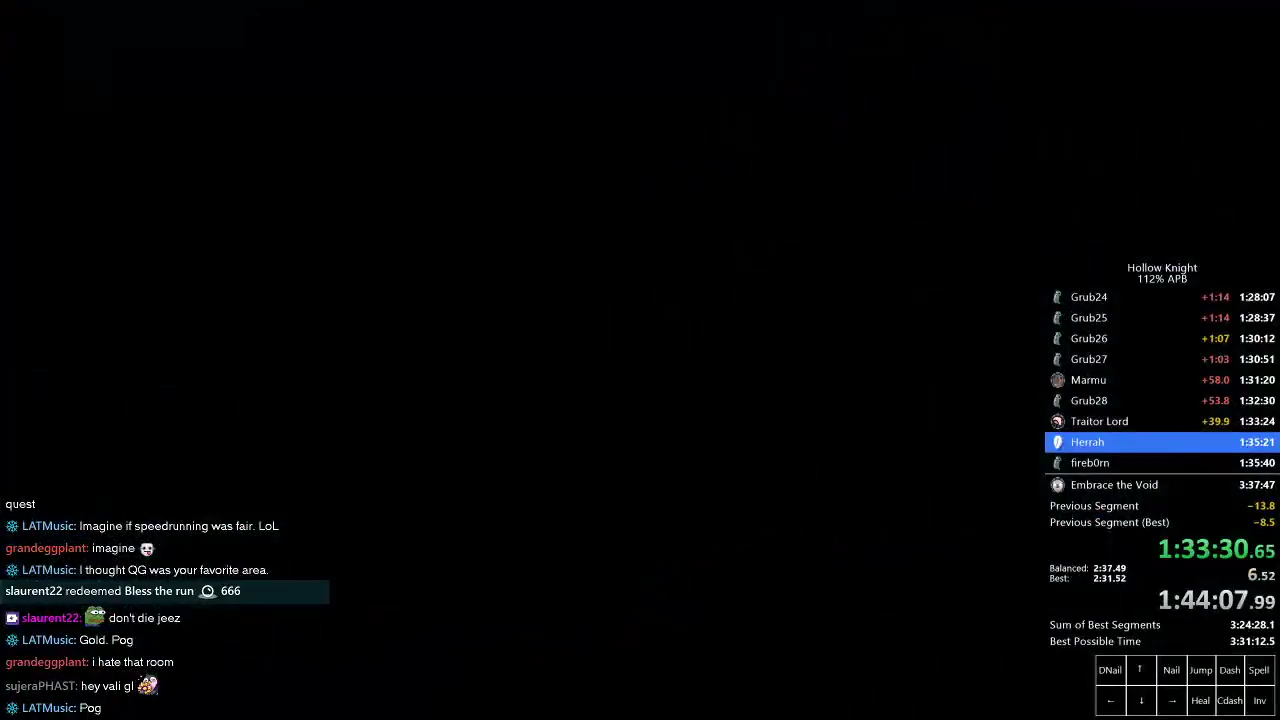 Hollow Knight
112% APB
Grub24 +1:14 1:28:07
Grub25 +1:14 1:28:37
Grub26 +1:07 1:30:12
Grub27 +1:03 1:30:51
Marmu +58.0 1:31:20
Grub28 +53.8 1:32:30
Traitor Lord +39.9 1:33:24
Herrah 1:35:21
fireb0rn 1:35:40
Embrace the Void 3:37:47
Previous Segment −13.8
Previous Segment (Best) −8.5
1:33:30.65
Balanced: 2:37.49
Best: 2:31.52
6.52
1:44:07.99
Sum of Best Segments 3:24:28.1
Best Possible Time 3:31:12.5
DNail ↑ Nail Jump Dash Spell
← ↓ → Heal Cdash Inv
quest
LATMusic: Imagine if speedrunning was fair. LoL
grandeggplant: imagine
LATMusic: I thought QG was your favorite area.
slaurent22 redeemed Bless the run 666
slaurent22: don't die jeez
LATMusic: Gold. Pog
grandeggplant: i hate that room
sujeraPHAST: hey vali gl
LATMusic: Pog